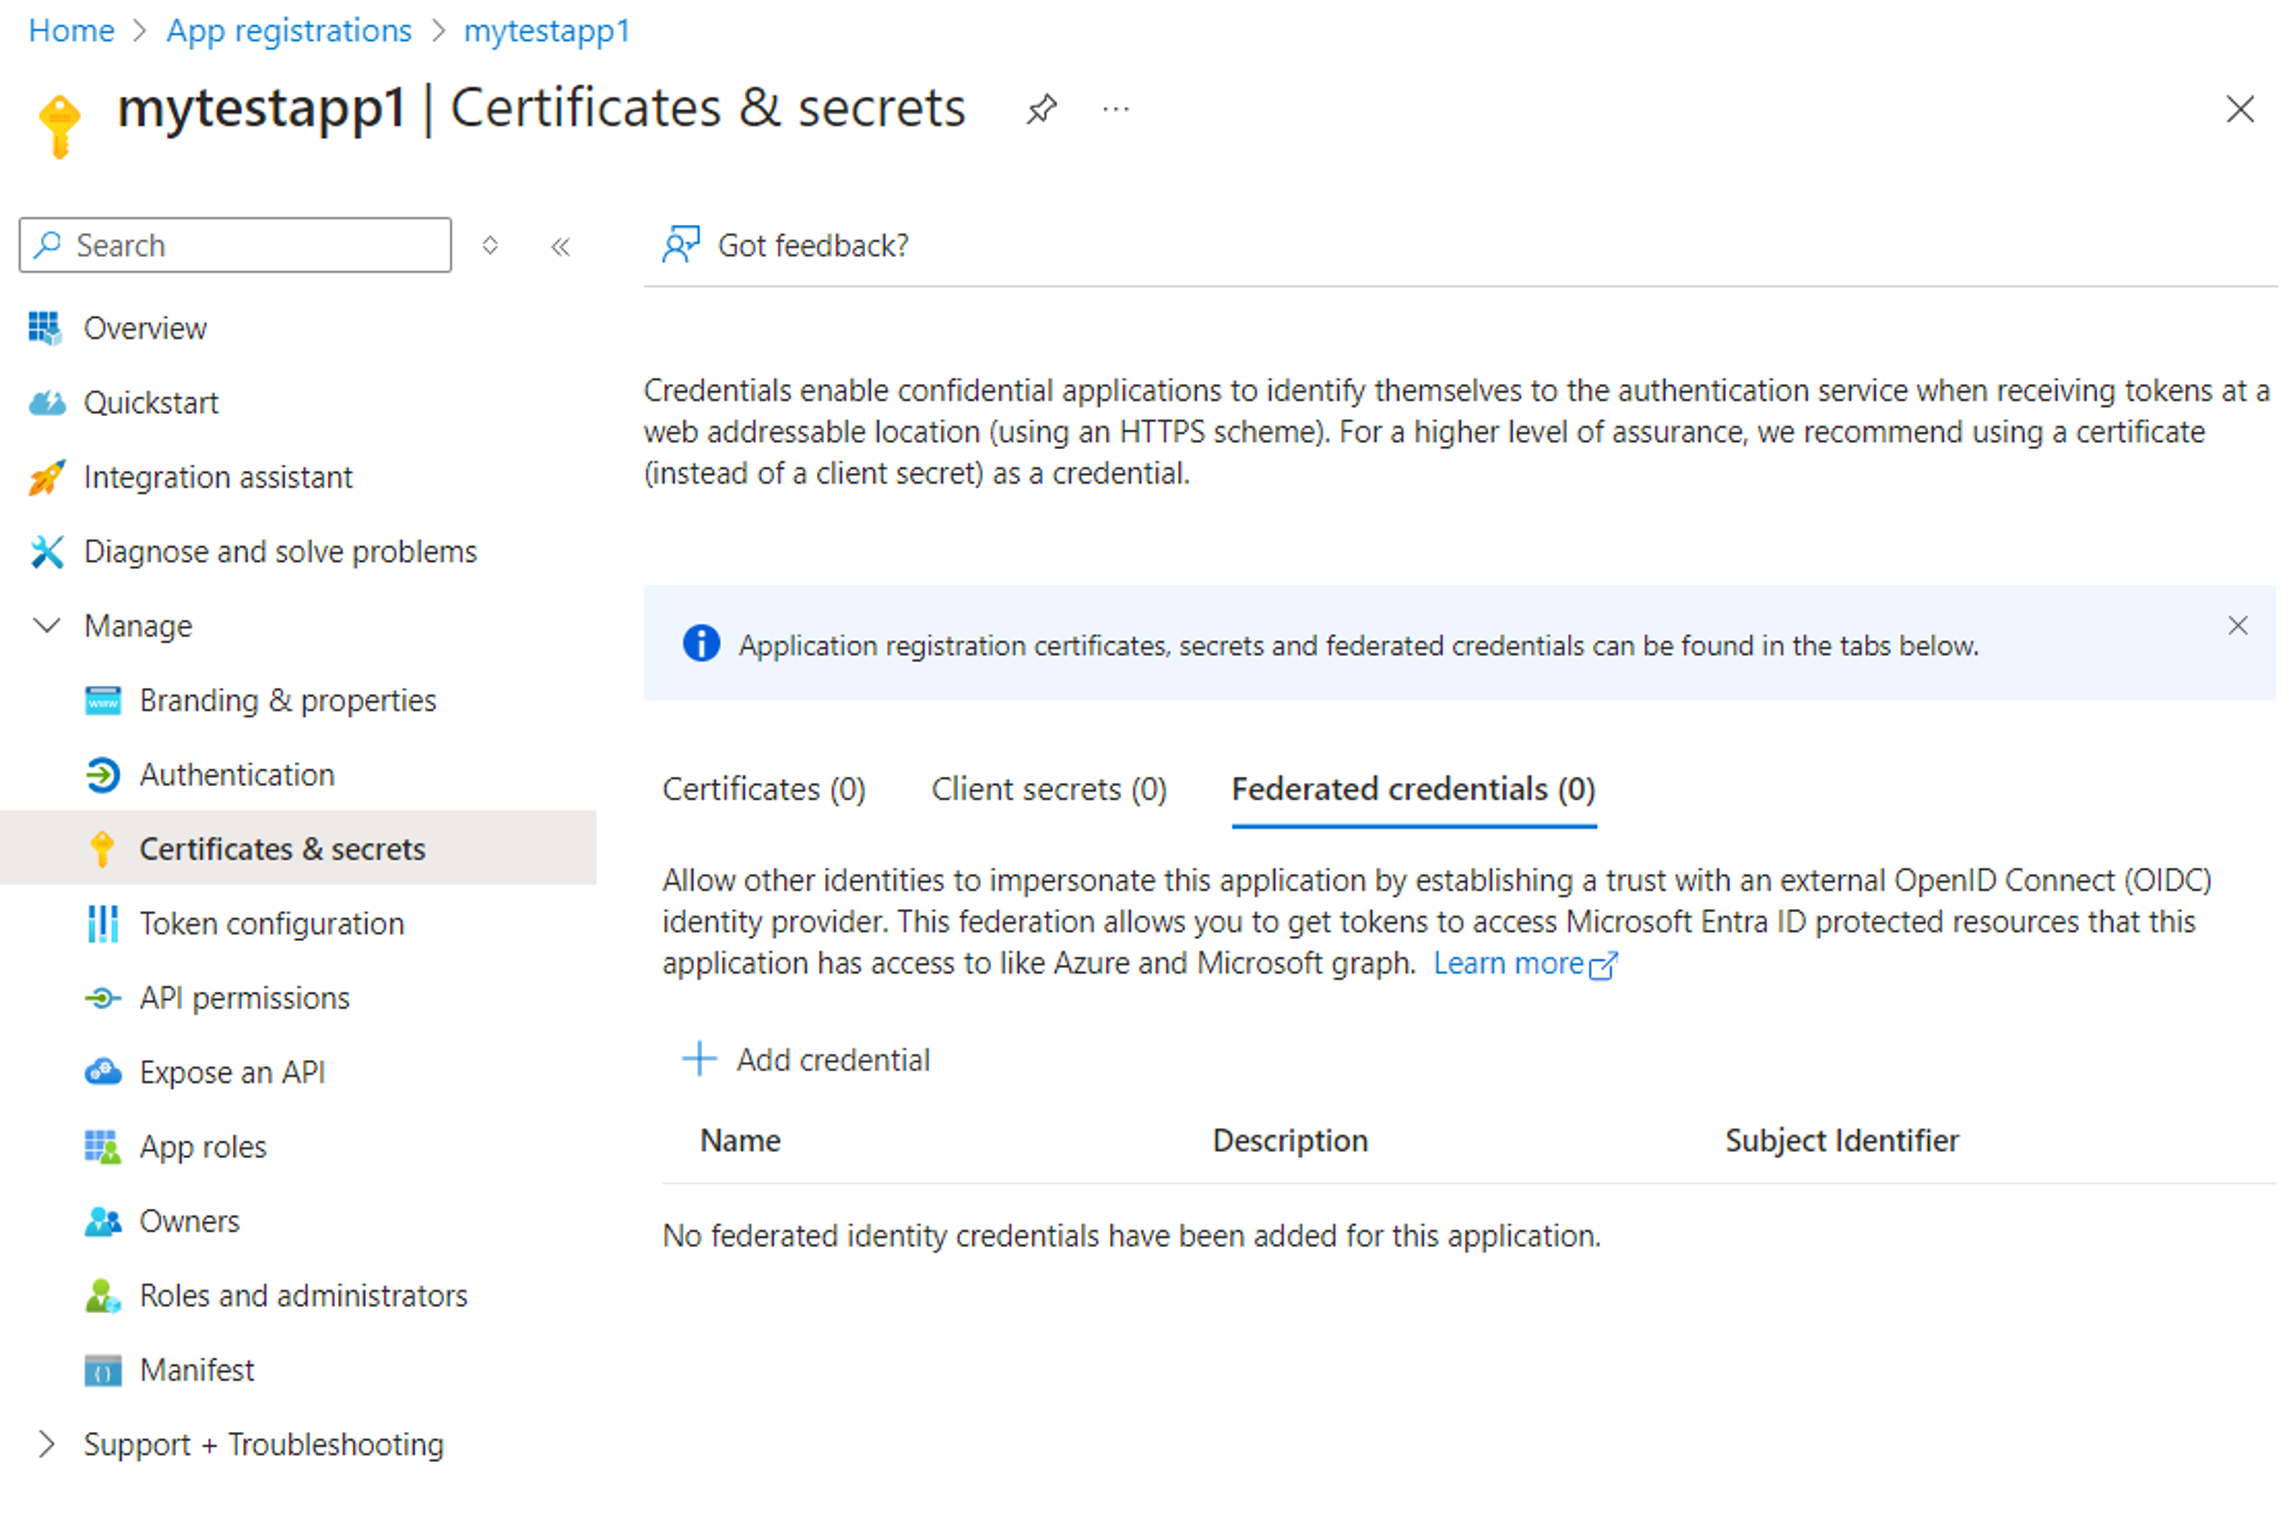 Home > App registrations > mytestapp1
mytestapp1 | Certificates & secrets ...
Search
Got feedback?
Overview
Quickstart
Integration assistant
Diagnose and solve problems
Manage
Branding & properties
Authentication
Certificates & secrets
Token configuration
API permissions
Expose an API
App roles
Owners
Roles and administrators
Manifest
Support + Troubleshooting
Credentials enable confidential applications to identify themselves to the authentication service when receiving tokens at a
web addressable location (using an HTTPS scheme). For a higher level of assurance, we recommend using a certificate
(instead of a client secret) as a credential.
Application registration certificates, secrets and federated credentials can be found in the tabs below.
Certificates (0) Client secrets (0) Federated credentials (0)
Allow other identities to impersonate this application by establishing a trust with an external OpenID Connect (OIDC)
identity provider. This federation allows you to get tokens to access Microsoft Entra ID protected resources that this
application has access to like Azure and Microsoft graph. Learn more
Add credential
Name Description Subject Identifier
No federated identity credentials have been added for this application.